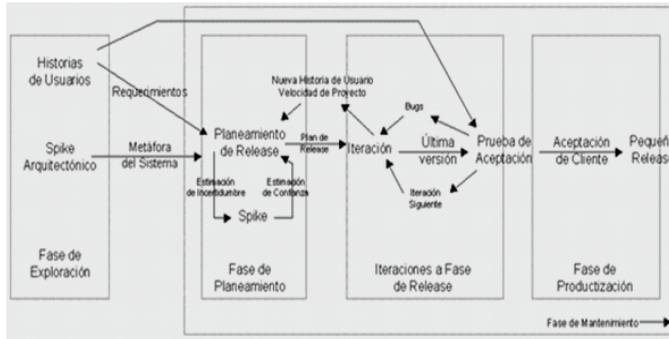 Historias
de Usuarios
Requerimientos
Spike
Arquitectónico
Metáfora
del Sistema
Fase de
Exploración
Nueva Historia de Usuario
Velocidad de Proyecto
Planeamiento
de Release
Plan de
Release
Estimación
de Incertidumbre
Estimación
de Confianza
Spike
Fase de
Planeamiento
Bugs
Iteración
Última
versión
Prueba de
Aceptación
Iteración
Siguiente
Iteraciones a Fase
de Release
Aceptación
de Cliente
Pequeñ
Release
Fase de
Productización
Fase de Mantenimiento